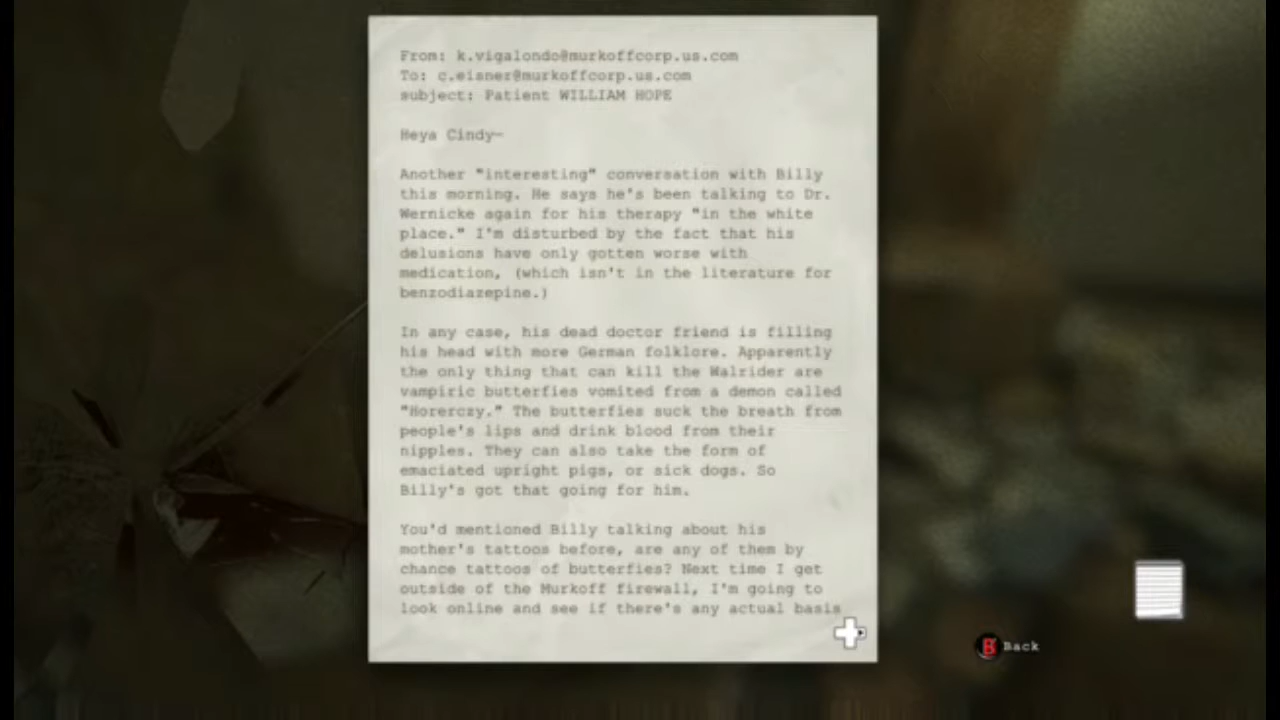 From: k.vigalondo@murkoffcorp.us.com
To: c.eisner@murkoffcorp.us.com
subject: Patient WILLIAM HOPE
Heya Cindy—
Another "interesting" conversation with Billy
this morning. He says he's been talking to Dr.
Wernicke again for his therapy "in the white
place." I'm disturbed by the fact that his
delusions have only gotten worse with
medication, (which isn't in the literature for
benzodiazepine.)
In any case, his dead doctor friend is filling
his head with more German folklore. Apparently
the only thing that can kill the Walrider are
vampiric butterfies vomited from a demon called
"Horerczy." The butterfies suck the breath from
people's lips and drink blood from their
nipples. They can also take the form of
emaciated upright pigs, or sick dogs. So
Billy's got that going for him.
You'd mentioned Billy talking about his
mother's tattoos before, are any of them by
chance tattoos of butterfies? Next time I get
outside of the Murkoff firewall, I'm going to
look online and see if there's any actual basis
B Back